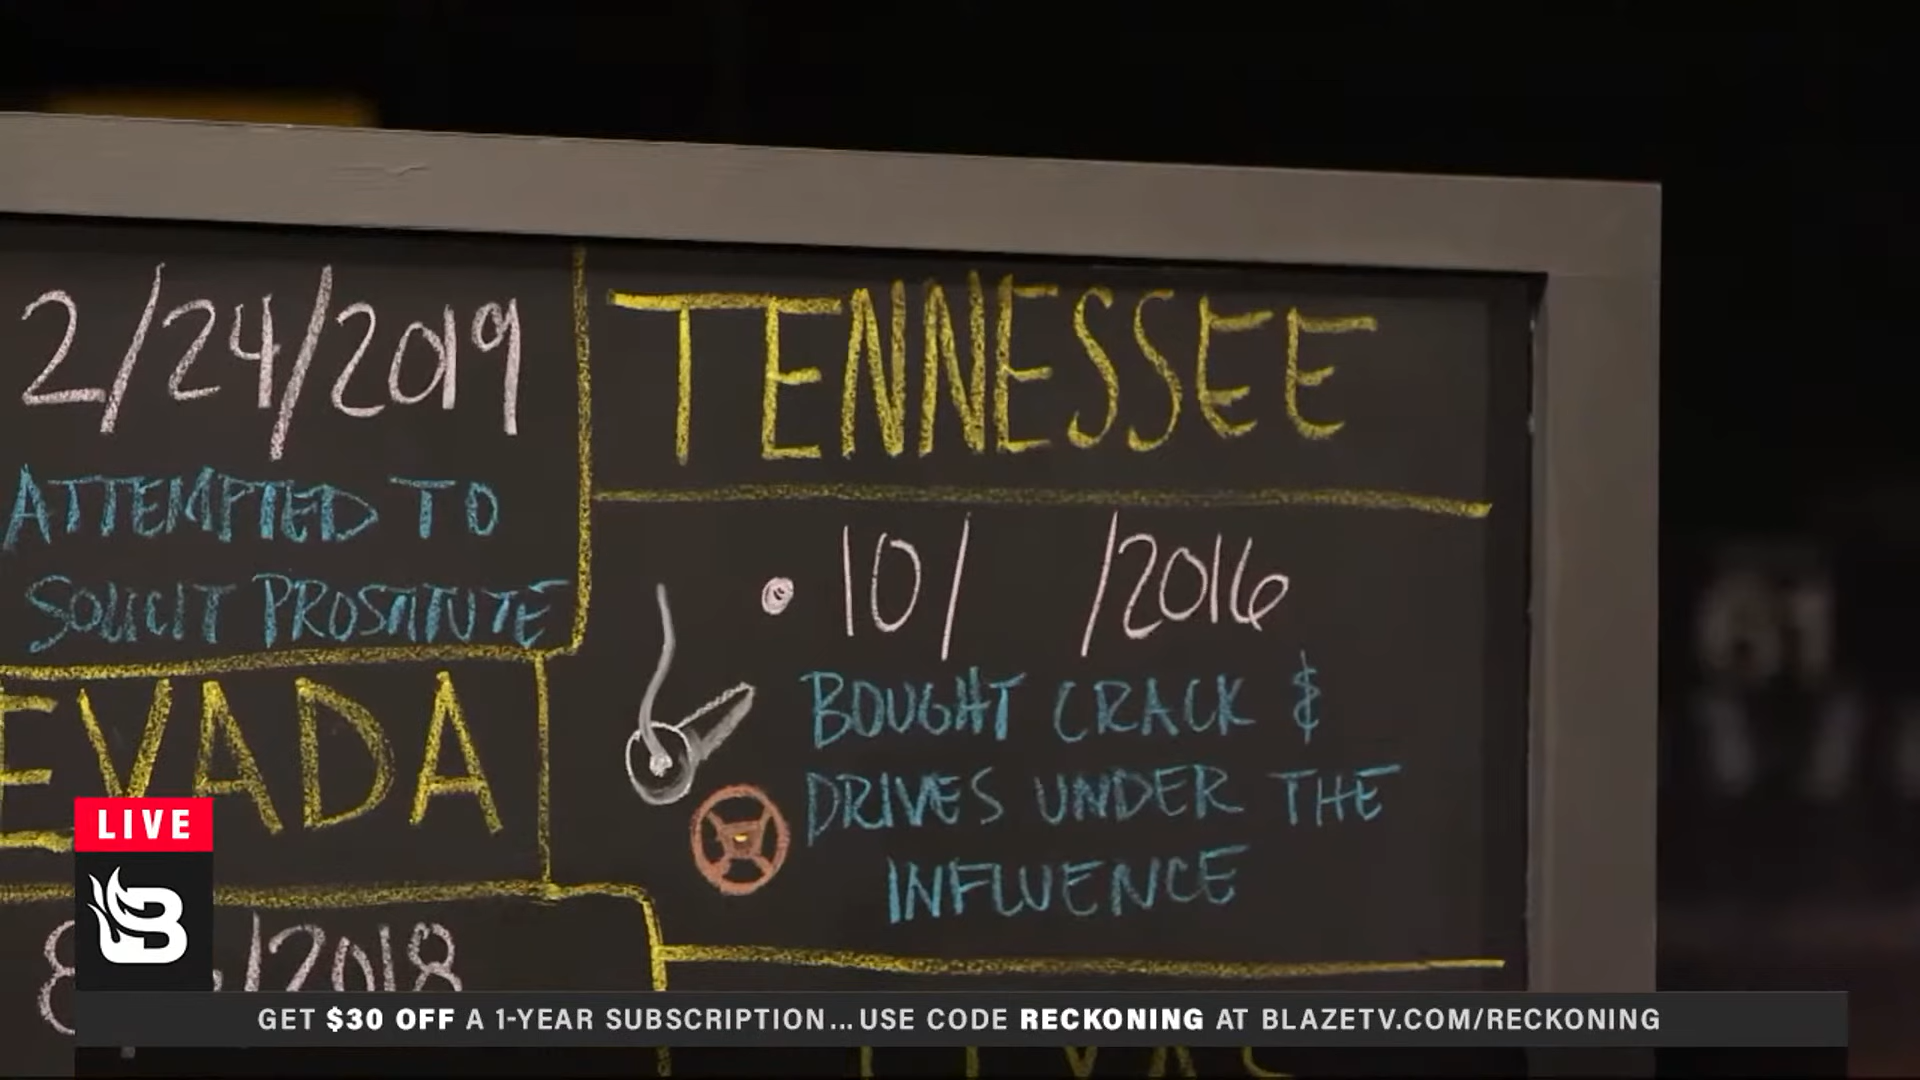 2/24/2019
ATTEMPTED TO
SOLICIT PROSTITUTE
EVADA
/2018
TENNESSEE
• 10/ /2016
BOUGHT CRACK &
DRIVES UNDER THE
INFLUENCE
LIVE
B
GET $30 OFF A 1-YEAR SUBSCRIPTION...USE CODE RECKONING AT BLAZETV.COM/RECKONING